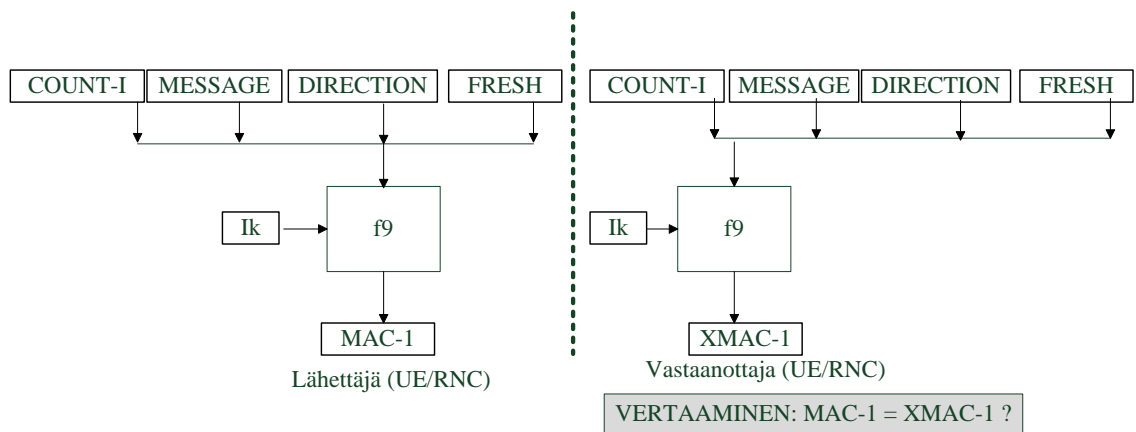 COUNT-I MESSAGE DIRECTION FRESH COUNT-I MESSAGE DIRECTION FRESH
Ik f9 Ik f9
MAC-1 XMAC-1
Lähettäjä (UE/RNC) Vastaanottaja (UE/RNC)
VERTAAMINEN: MAC-1 = XMAC-1 ?